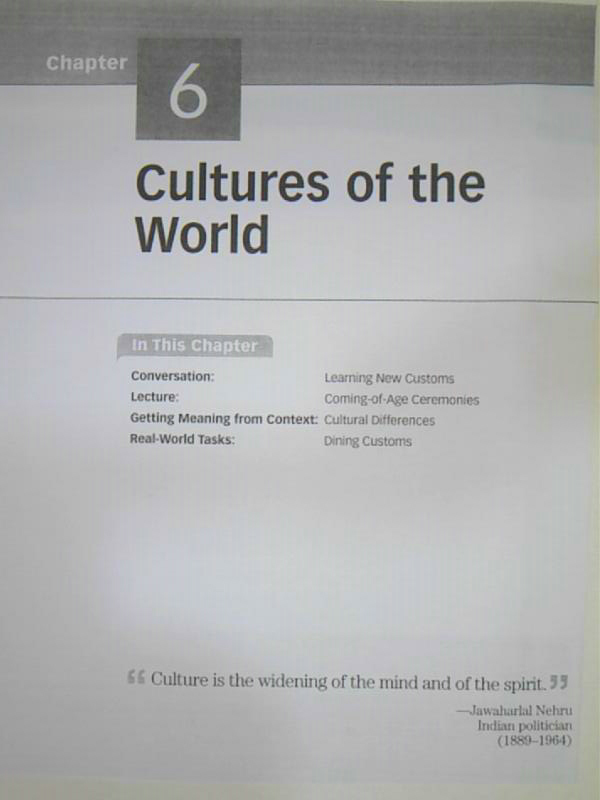 Chapter 6
Cultures of the
World
In This Chapter
Conversation: Learning New Customs
Lecture: Coming-of-Age Ceremonies
Getting Meaning from Context: Cultural Differences
Real-World Tasks: Dining Customs
“Culture is the widening of the mind and of the spirit.”
—Jawaharlal Nehru
Indian politician
(1889–1964)